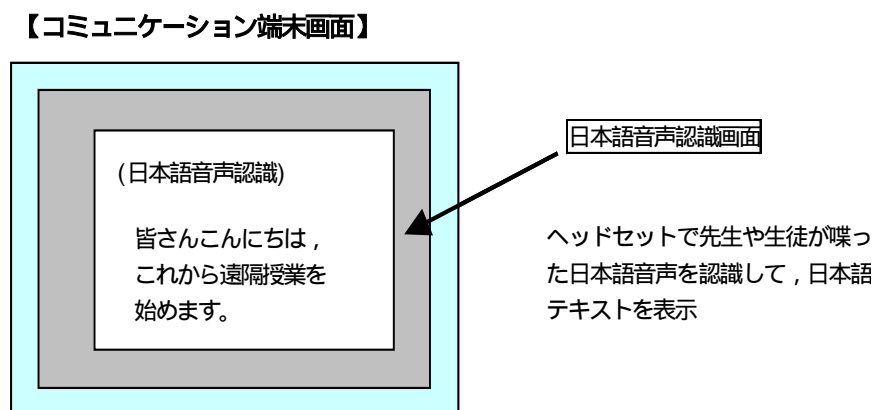 【コミュニケーション端末画面】
日本語音声認識画面
(日本語音声認識)
皆さんこんにちは，
これから遠隔授業を
始めます。
ヘッドセットで先生や生徒が喋っ
た日本語音声を認識して，日本語
テキストを表示